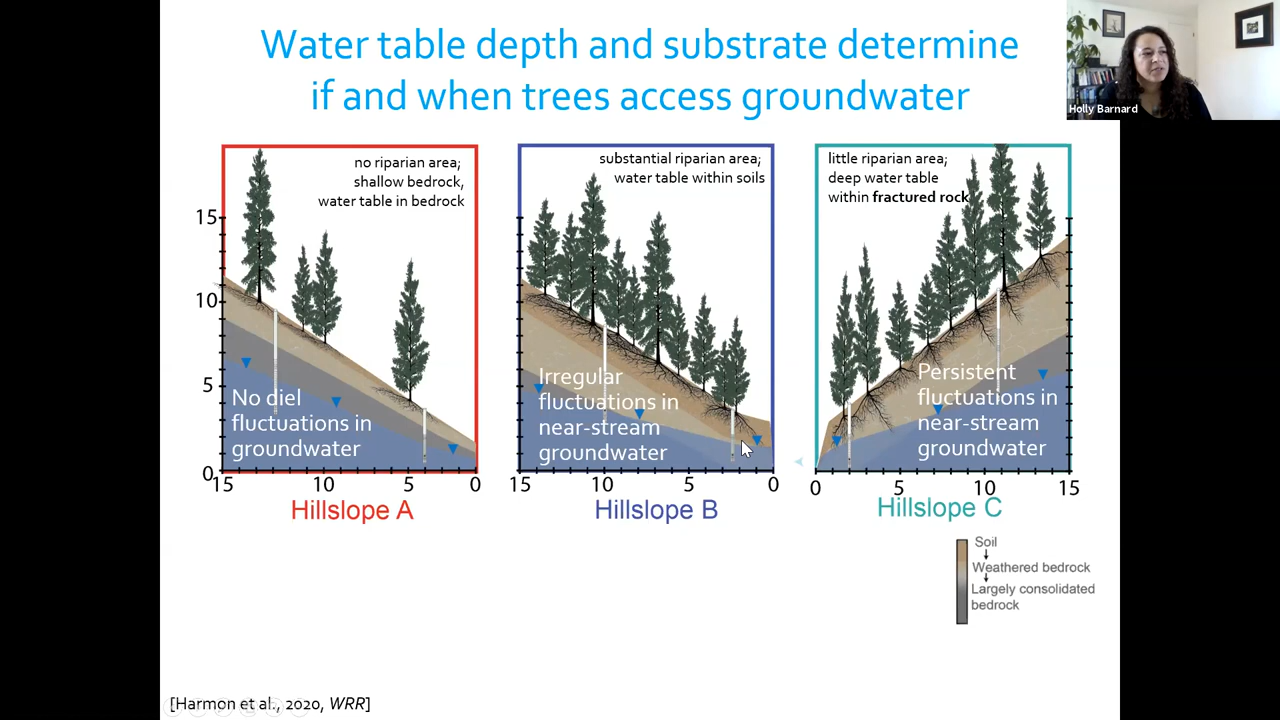 Water table depth and substrate determine
if and when trees access groundwater
Holly Barnard
no riparian area;
shallow bedrock,
water table in bedrock
15
10
5
0
No diel
fluctuations in
groundwater
15
10
5
0
Hillslope A
substantial riparian area;
water table within soils
Irregular
fluctuations in
near-stream
groundwater
15
10
5
0
Hillslope B
little riparian area;
deep water table
within fractured rock
Persistent
fluctuations in
near-stream
groundwater
0
5
10
15
Hillslope C
Soil
Weathered bedrock
Largely consolidated
bedrock
[Harmon et al., 2020, WRR]